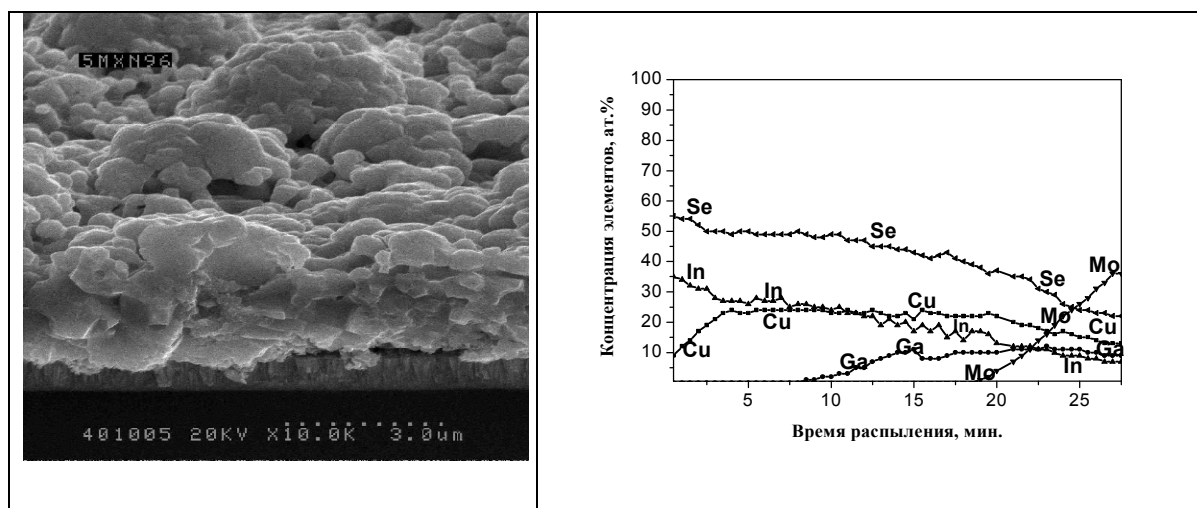 5MXN96
401005 20KV X10.0K 3.0um
Концентрация элементов, ат.%
100
90
80
70
60
50
40
30
20
10
Se
Se
Se
Mo
In
In
Cu
Mo
Cu
Cu
In
Cu
Ga
Ga
Mo
In
5 10 15 20 25
Время распыления, мин.